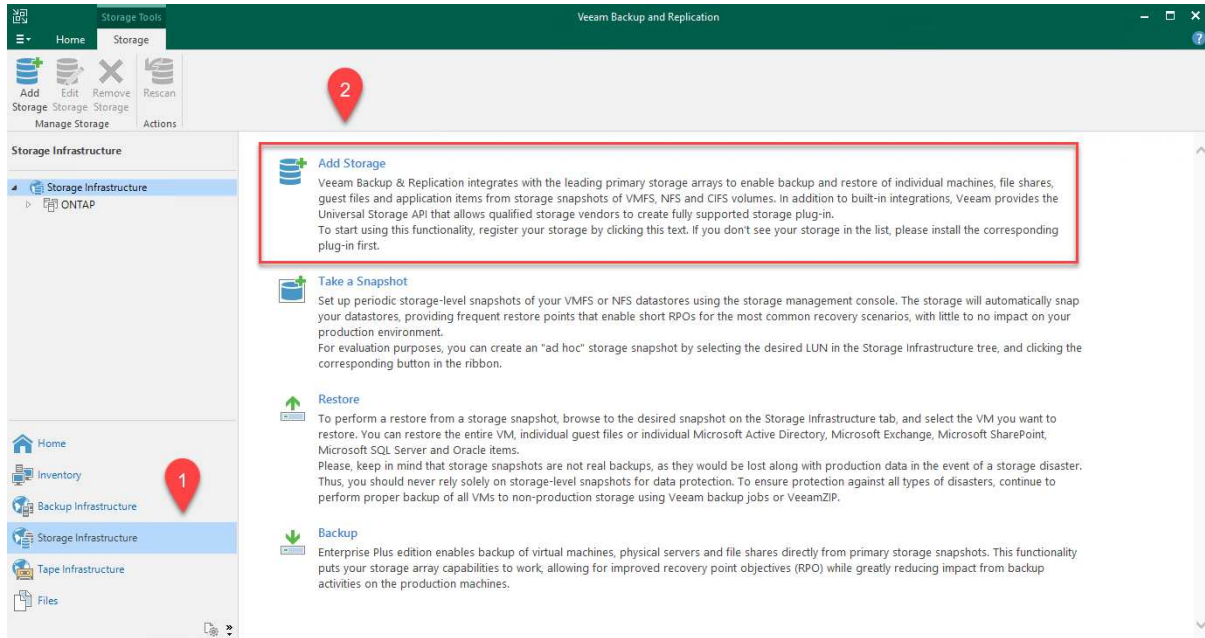 Storage Tools
Veeam Backup and Replication
Home Storage
?
Add Storage
Edit Storage
Remove Storage
Rescan
Manage Storage
Actions
2
Storage Infrastructure
Storage Infrastructure
ONTAP
Add Storage
Veeam Backup & Replication integrates with the leading primary storage arrays to enable backup and restore of individual machines, file shares,
guest files and application items from storage snapshots of VMFS, NFS and CIFS volumes. In addition to built-in integrations, Veeam provides the
Universal Storage API that allows qualified storage vendors to create fully supported storage plug-in.
To start using this functionality, register your storage by clicking this text. If you don't see your storage in the list, please install the corresponding
plug-in first.
Take a Snapshot
Set up periodic storage-level snapshots of your VMFS or NFS datastores using the storage management console. The storage will automatically snap
your datastores, providing frequent restore points that enable short RPOs for the most common recovery scenarios, with little to no impact on your
production environment.
For evaluation purposes, you can create an "ad hoc" storage snapshot by selecting the desired LUN in the Storage Infrastructure tree, and clicking the
corresponding button in the ribbon.
Restore
To perform a restore from a storage snapshot, browse to the desired snapshot on the Storage Infrastructure tab, and select the VM you want to
restore. You can restore the entire VM, individual guest files or individual Microsoft Active Directory, Microsoft Exchange, Microsoft SharePoint,
Microsoft SQL Server and Oracle items.
Please, keep in mind that storage snapshots are not real backups, as they would be lost along with production data in the event of a storage disaster.
Thus, you should never rely solely on storage-level snapshots for data protection. To ensure protection against all types of disasters, continue to
perform proper backup of all VMs to non-production storage using Veeam backup jobs or VeeamZIP.
Backup
Enterprise Plus edition enables backup of virtual machines, physical servers and file shares directly from primary storage snapshots. This functionality
puts your storage array capabilities to work, allowing for improved recovery point objectives (RPO) while greatly reducing impact from backup
activities on the production machines.
Home
Inventory
1
Backup Infrastructure
Storage Infrastructure
Tape Infrastructure
Files